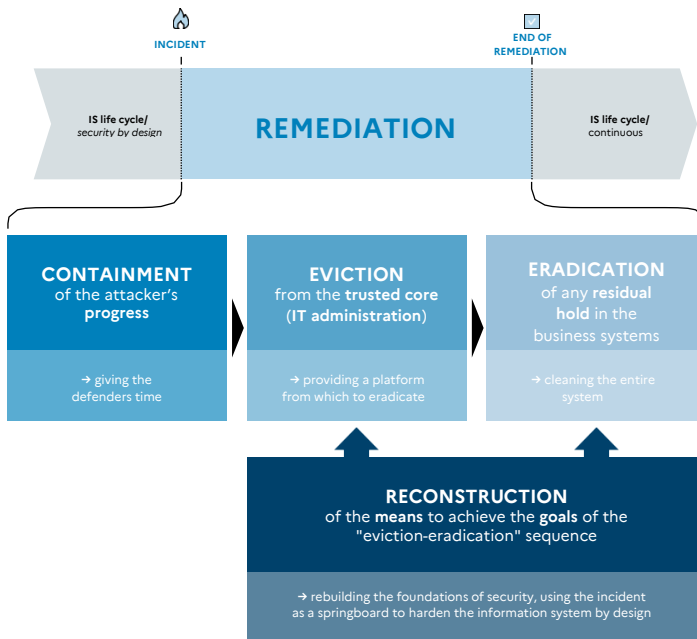 INCIDENT
END OF
REMEDIATION
IS life cycle/
security by design
REMEDIATION
IS life cycle/
continuous
CONTAINMENT
of the attacker's
progress
→ giving the
defenders time
EVICTION
from the trusted core
(IT administration)
→ providing a platform
from which to eradicate
ERADICATION
of any residual
hold in the
business systems
→ cleaning the entire
system
RECONSTRUCTION
of the means to achieve the goals of the
"eviction-eradication" sequence
→ rebuilding the foundations of security, using the incident
as a springboard to harden the information system by design